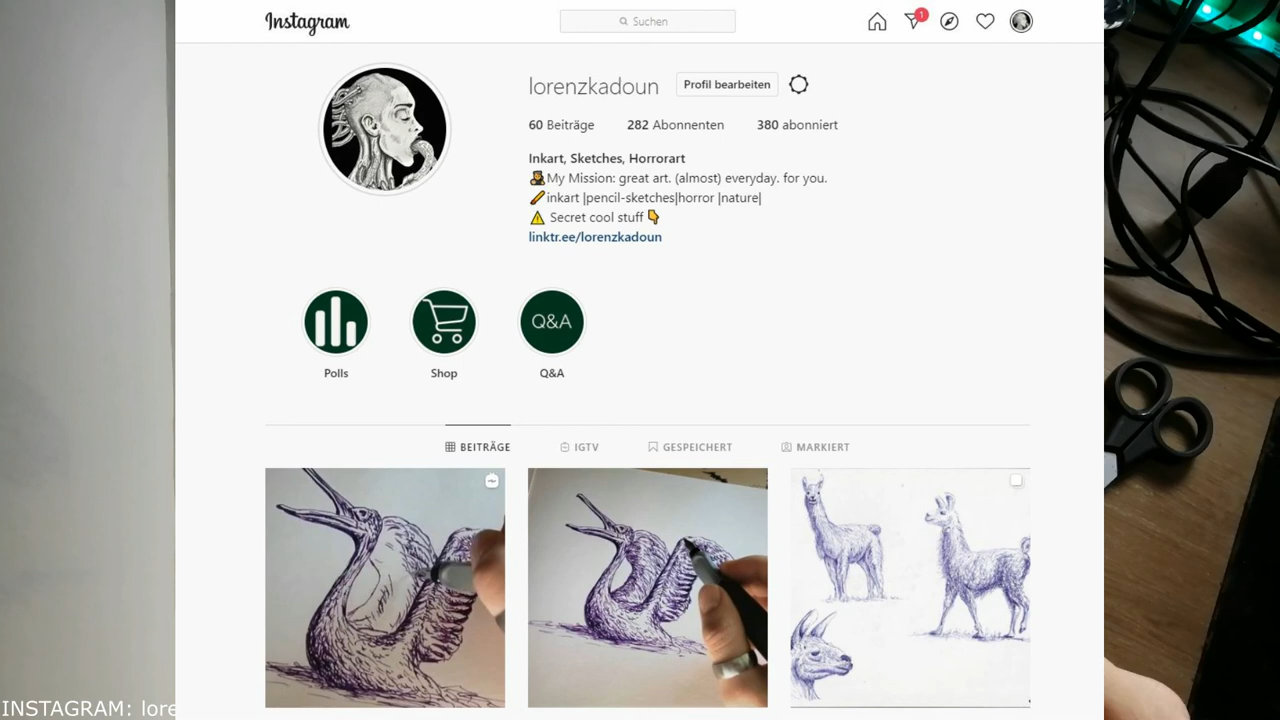 Instagram
Suchen
1
lorenzkadoun
Profil bearbeiten
60 Beiträge 282 Abonnenten 380 abonniert
Inkart, Sketches, Horrorart
My Mission: great art. (almost) everyday. for you.
inkart |pencil-sketches|horror |nature|
Secret cool stuff
linktr.ee/lorenzkadoun
Q&A
Polls Shop Q&A
BEITRÄGE IGTV GESPEICHERT MARKIERT
INSTAGRAM: lore